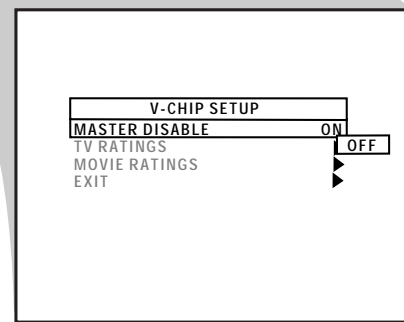 V-CHIP SETUP
MASTER DISABLE ON
TV RATINGS OFF
MOVIE RATINGS
EXIT